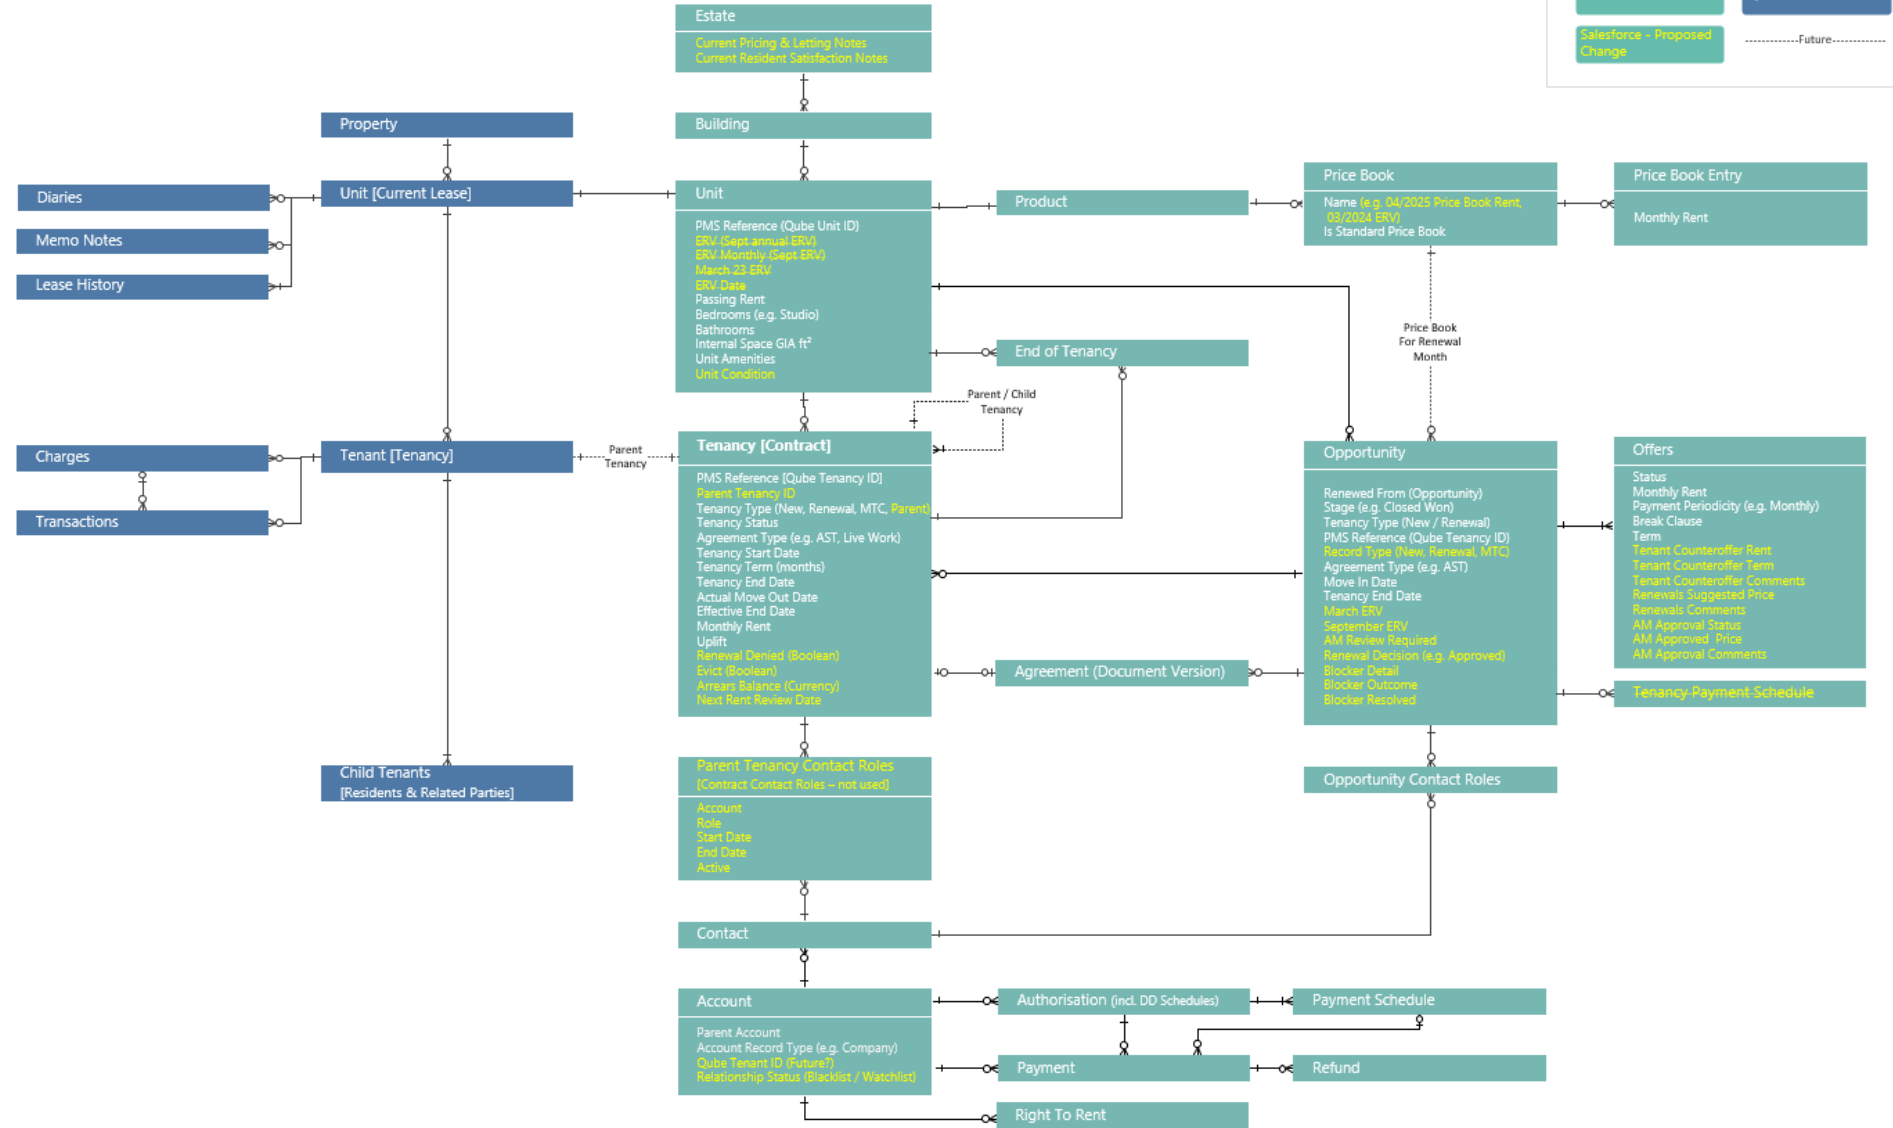 Estate
Current Pricing & Letting Notes
Current Resident Satisfaction Notes
Salesforce - Proposed
Change
Future
Property
Building
Diaries
Unit [Current Lease]
Memo Notes
Lease History
Unit
PMS Reference (Qube Unit ID)
ERV (Sept annual ERV)
ERV Monthly (Sept ERV)
March 23 ERV
ERV Date
Passing Rent
Bedrooms (e.g. Studio)
Bathrooms
Internal Space GIA ft²
Unit Amenities
Unit Condition
Product
Price Book
Name (e.g. 04/2025 Price Book Rent,
03/2024 ERV)
Is Standard Price Book
Price Book Entry
Monthly Rent
Price Book
For Renewal
Month
End of Tenancy
Parent / Child
Tenancy
Charges
Transactions
Tenant [Tenancy]
Parent
Tenancy
Tenancy [Contract]
PMS Reference [Qube Tenancy ID]
Parent Tenancy ID
Tenancy Type (New, Renewal, MTC, Parent)
Tenancy Status
Agreement Type (e.g. AST, Live Work)
Tenancy Start Date
Tenancy Term (months)
Tenancy End Date
Actual Move Out Date
Effective End Date
Monthly Rent
Uplift
Renewal Denied (Boolean)
Evict (Boolean)
Arrears Balance (Currency)
Next Rent Review Date
Agreement (Document Version)
Opportunity
Renewed From (Opportunity)
Stage (e.g. Closed Won)
Tenancy Type (New / Renewal)
PMS Reference (Qube Tenancy ID)
Record Type (New, Renewal, MTC)
Agreement Type (e.g. AST)
Move In Date
Tenancy End Date
March ERV
September ERV
AM Review Required
Renewal Decision (e.g. Approved)
Blocker Detail
Blocker Outcome
Blocker Resolved
Offers
Status
Monthly Rent
Payment Periodicity (e.g. Monthly)
Break Clause
Term
Tenant Counteroffer Rent
Tenant Counteroffer Term
Tenant Counteroffer Comments
Renewals Suggested Price
Renewals Comments
AM Approval Status
AM Approved Price
AM Approval Comments
Tenancy Payment Schedule
Child Tenants
[Residents & Related Parties]
Parent Tenancy Contact Roles
[Contract Contact Roles – not used]
Account
Role
Start Date
End Date
Active
Opportunity Contact Roles
Contact
Account
Parent Account
Account Record Type (e.g. Company)
Qube Tenant ID (Future?)
Relationship Status (Blacklist / Watchlist)
Authorisation (incl. DD Schedules)
Payment Schedule
Payment
Refund
Right To Rent